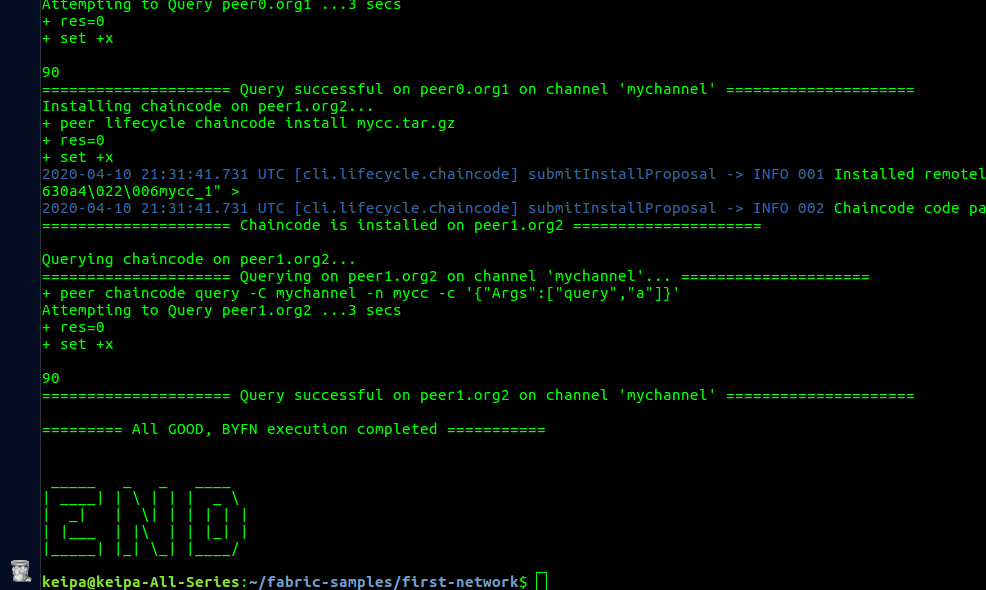 Attempting to Query peer0.org1 ...3 secs
+ res=0
+ set +x
90
===================== Query successful on peer0.org1 on channel 'mychannel' =====================
Installing chaincode on peer1.org2...
+ peer lifecycle chaincode install mycc.tar.gz
+ res=0
+ set +x
2020-04-10 21:31:41.731 UTC [cli.lifecycle.chaincode] submitInstallProposal -> INFO 001 Installed remotel
630a4\022\006mycc_1" >
2020-04-10 21:31:41.731 UTC [cli.lifecycle.chaincode] submitInstallProposal -> INFO 002 Chaincode code pa
===================== Chaincode is installed on peer1.org2 =====================
Querying chaincode on peer1.org2...
===================== Querying on peer1.org2 on channel 'mychannel'... =====================
+ peer chaincode query -C mychannel -n mycc -c '{"Args":["query","a"]}'
Attempting to Query peer1.org2 ...3 secs
+ res=0
+ set +x
90
===================== Query successful on peer1.org2 on channel 'mychannel' =====================
========= All GOOD, BYFN execution completed ===========
END
keipa@keipa-All-Series:~/fabric-samples/first-network$